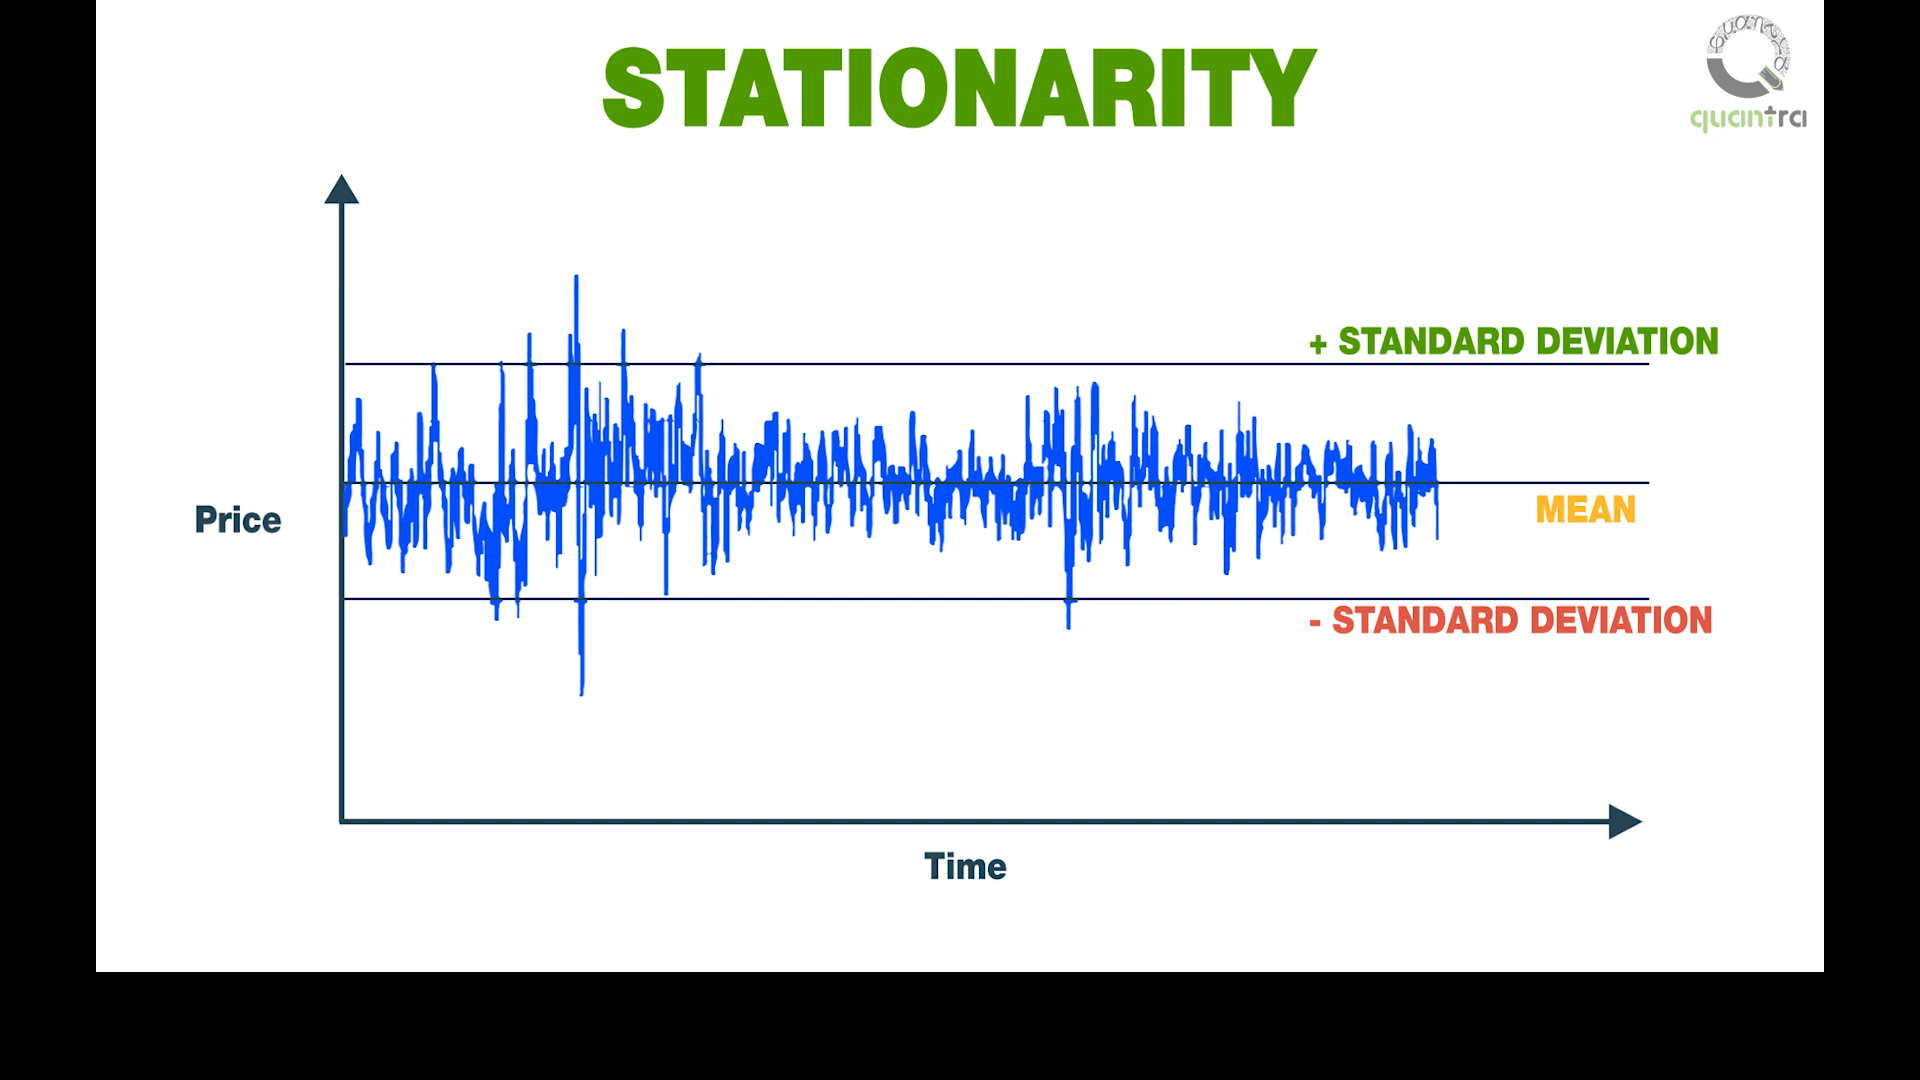 STATIONARITY
quantra
+ STANDARD DEVIATION
Price
MEAN
- STANDARD DEVIATION
Time